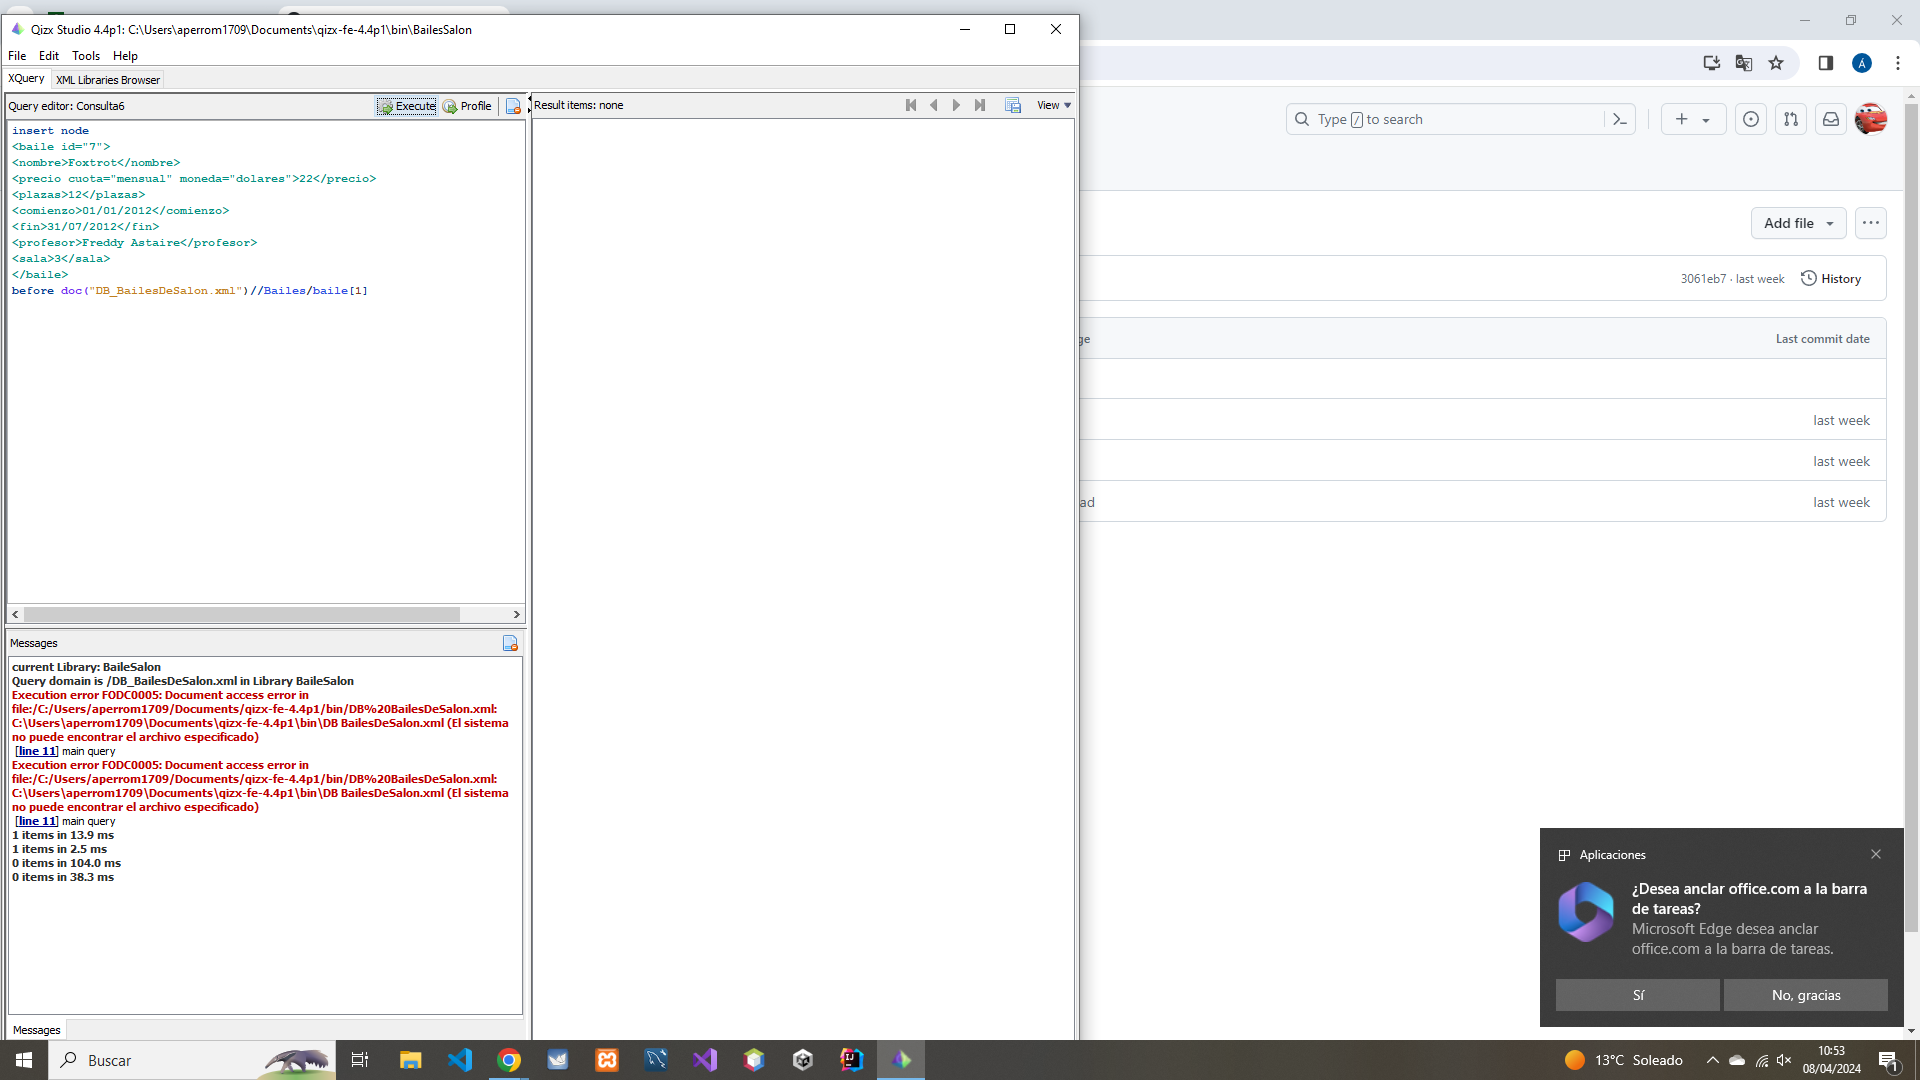 Qizx Studio 4.4p1: C:\Users\aperrom1709\Documents\qizx-fe-4.4p1\bin\BailesSalon
File Edit Tools Help
XQuery XML Libraries Browser
Query editor: Consulta6 Execute Profile
insert node
<baile id="7">
<nombre>Foxtrot</nombre>
<precio cuota="mensual" moneda="dolares">22</precio>
<plazas>12</plazas>
<comienzo>01/01/2012</comienzo>
<fin>31/07/2012</fin>
<profesor>Freddy Astaire</profesor>
<sala>3</sala>
</baile>
before doc("DB_BailesDeSalon.xml")//Bailes/baile[1]
Result items: none View
Messages
current Library: BaileSalon
Query domain is /DB_BailesDeSalon.xml in Library BaileSalon
Execution error FODC0005: Document access error in
file:/C:/Users/aperrom1709/Documents/qizx-fe-4.4p1/bin/DB%20BailesDeSalon.xml:
C:\Users\aperrom1709\Documents\qizx-fe-4.4p1\bin\DB BailesDeSalon.xml (El sistema
no puede encontrar el archivo especificado)
[line 11] main query
Execution error FODC0005: Document access error in
file:/C:/Users/aperrom1709/Documents/qizx-fe-4.4p1/bin/DB%20BailesDeSalon.xml:
C:\Users\aperrom1709\Documents\qizx-fe-4.4p1\bin\DB BailesDeSalon.xml (El sistema
no puede encontrar el archivo especificado)
[line 11] main query
1 items in 13.9 ms
1 items in 2.5 ms
0 items in 104.0 ms
0 items in 38.3 ms
Messages
Á
Type / to search
Add file
3061eb7 · last week History
ge Last commit date
last week
last week
ad last week
Aplicaciones
¿Desea anclar office.com a la barra
de tareas?
Microsoft Edge desea anclar
office.com a la barra de tareas.
Sí No, gracias
Buscar
13°C Soleado
10:53
08/04/2024
1